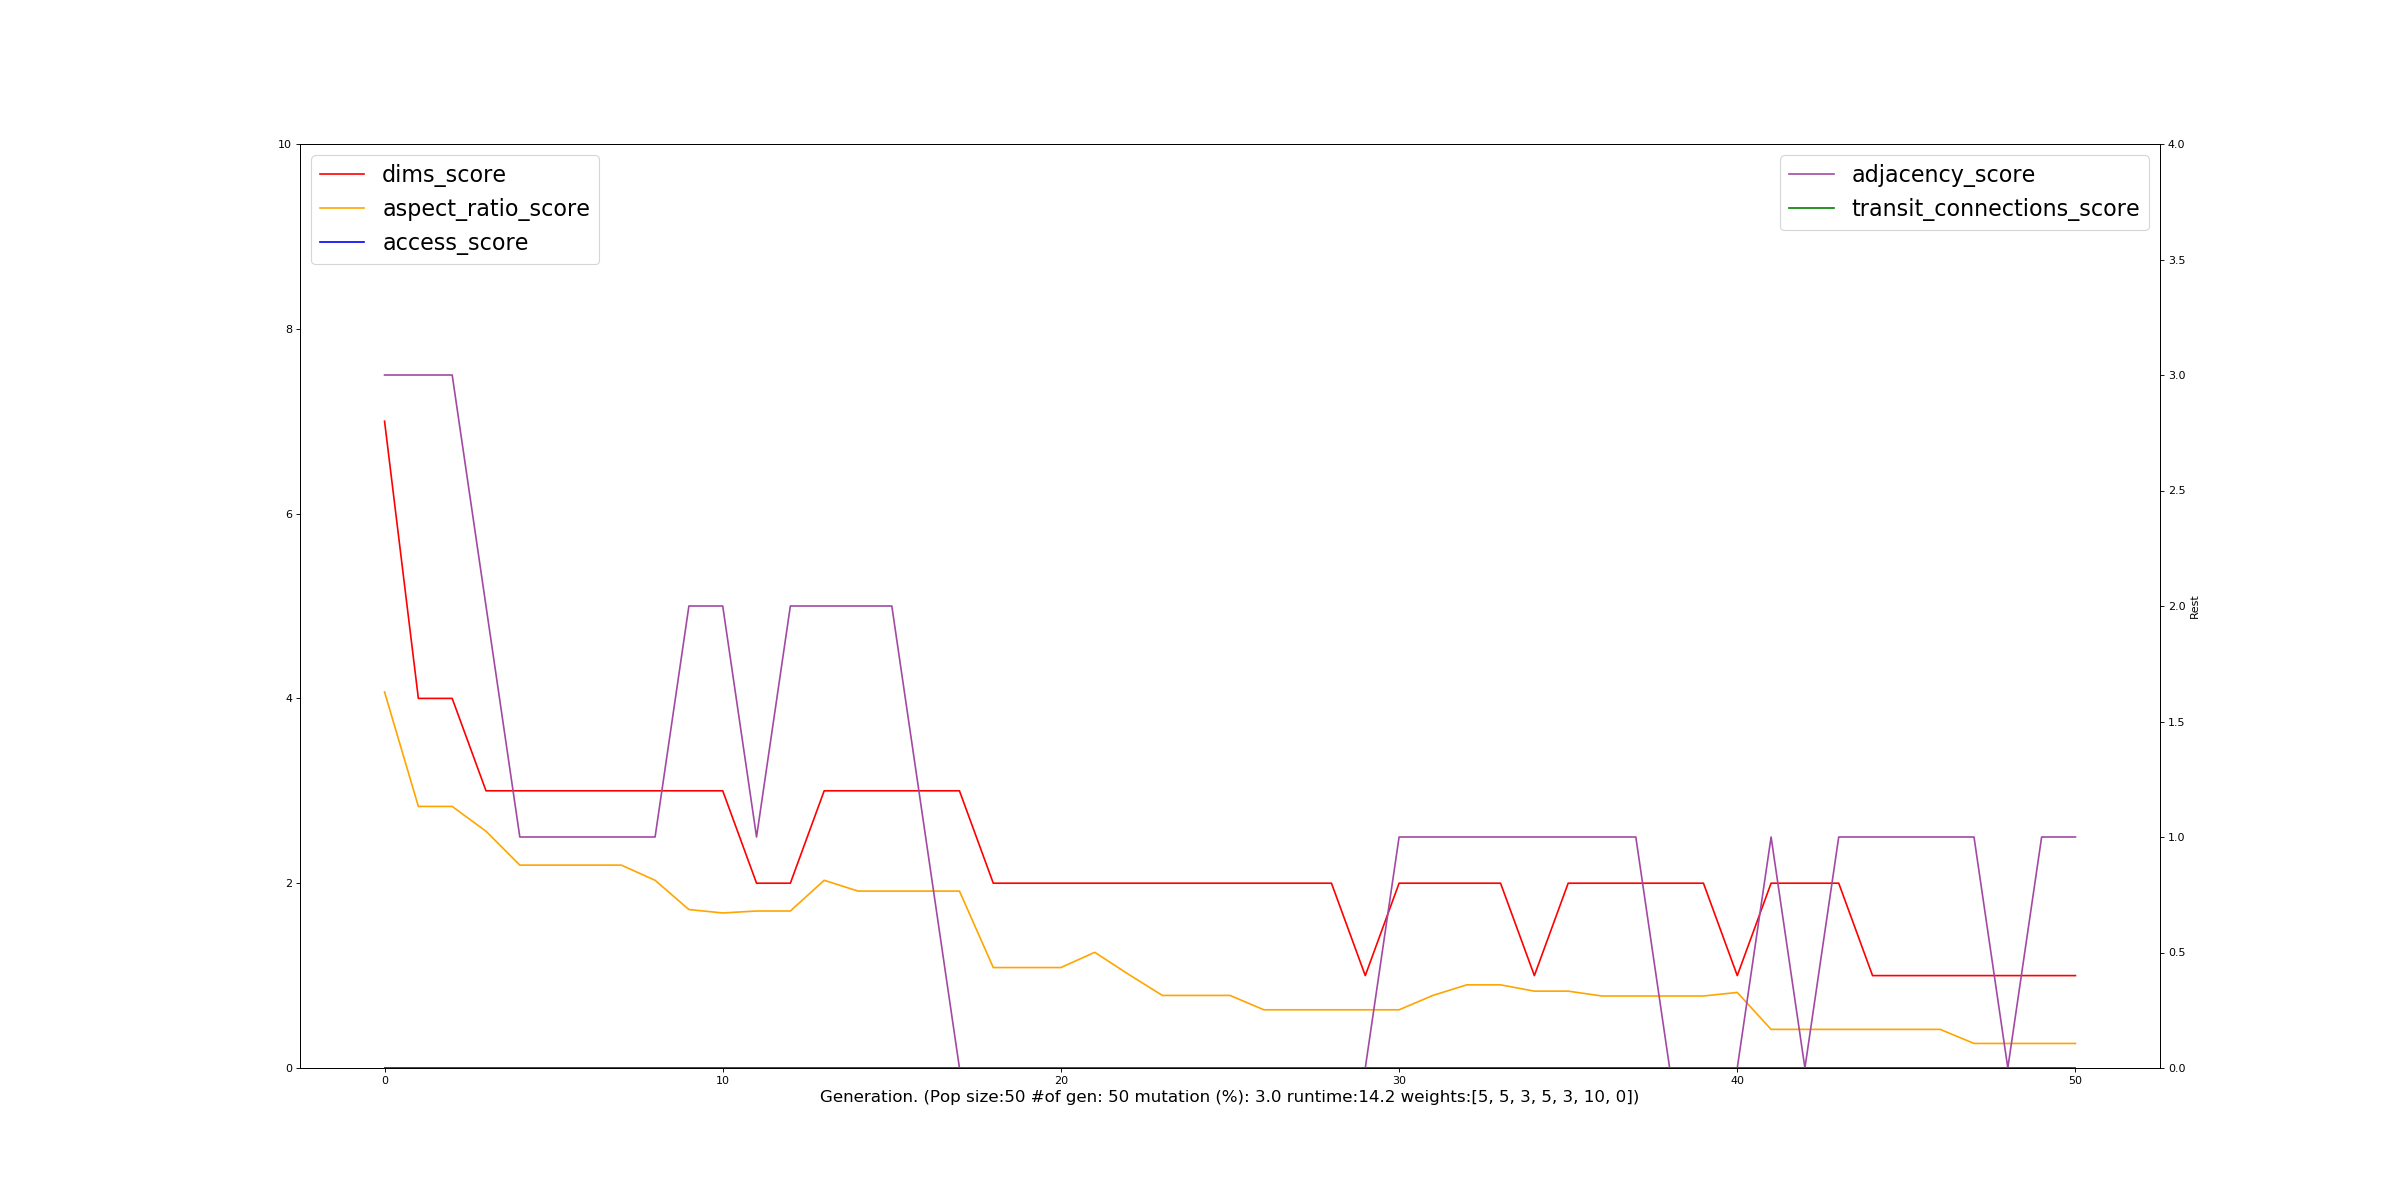 dims_score
aspect_ratio_score
access_score
adjacency_score
transit_connections_score
10
8
6
4
2
0
4.0
3.5
3.0
2.5
2.0
1.5
1.0
0.5
0.0
Rest
0 10 20 30 40 50
Generation. (Pop size:50 #of gen: 50 mutation (%): 3.0 runtime:14.2 weights:[5, 5, 3, 5, 3, 10, 0])